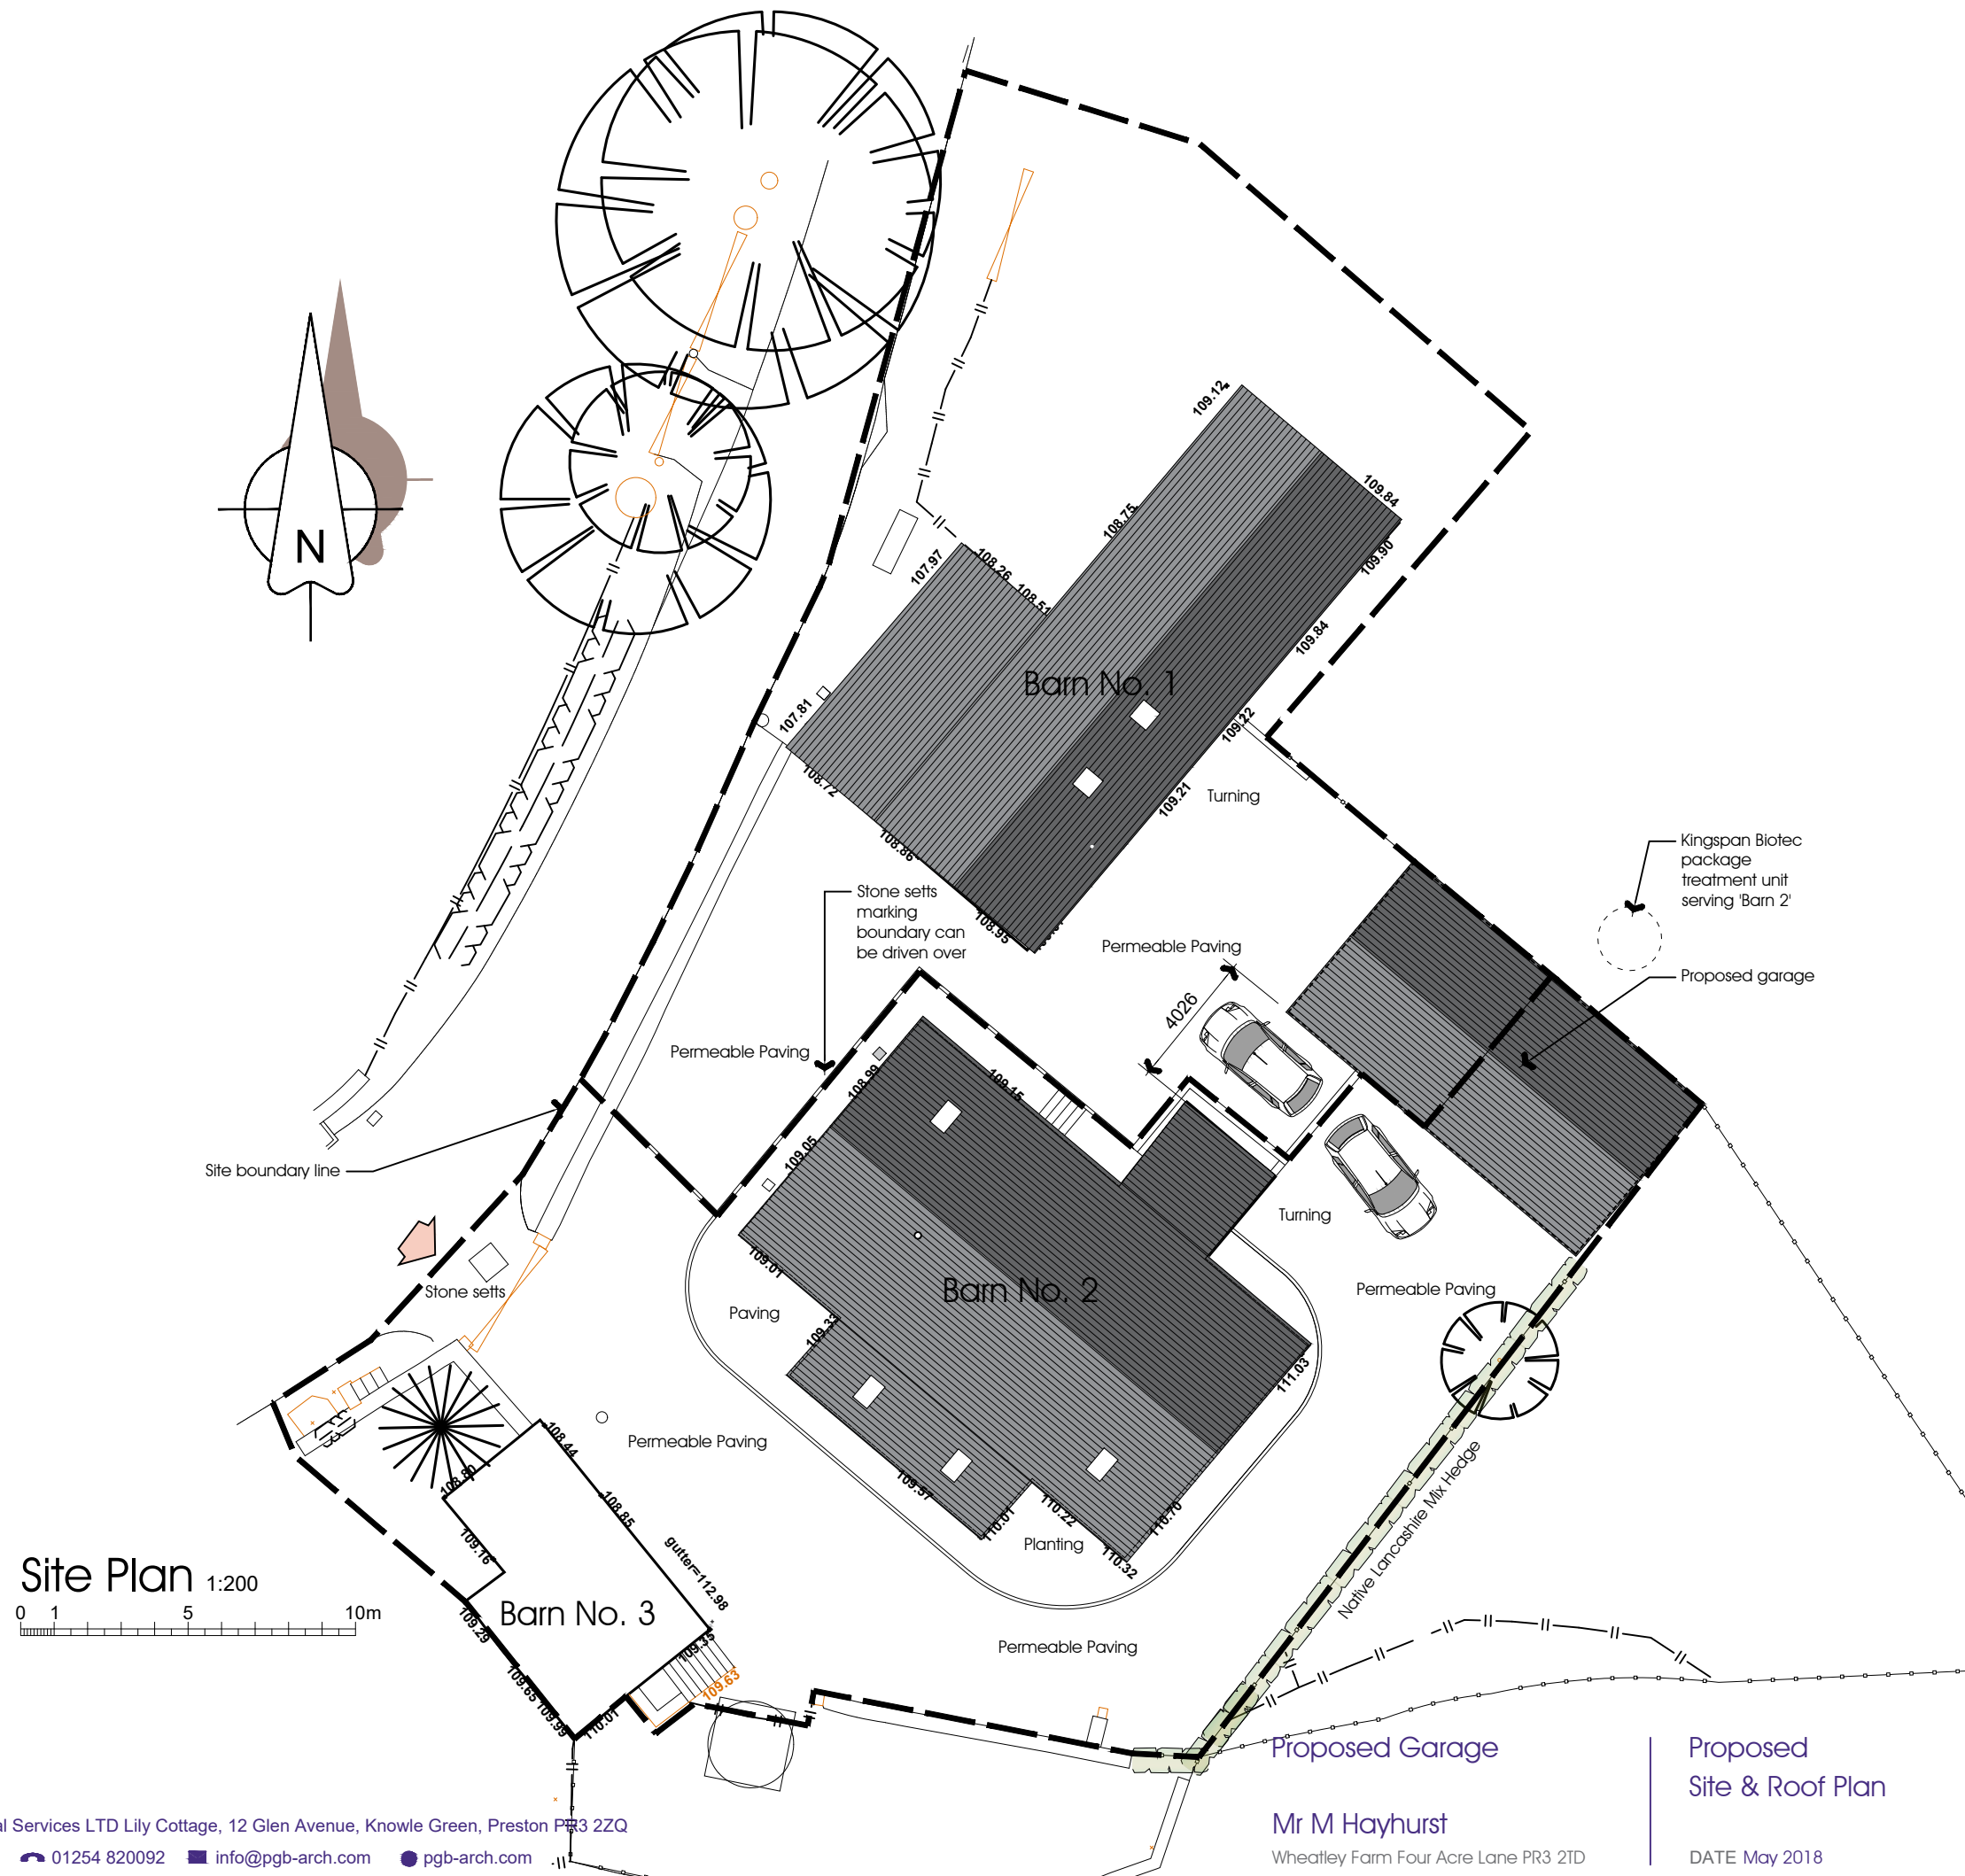 N
109.12
109.84
108.75
109.90
107.97
108.26
108.51
109.84
Barn No. 1
107.81
109.22
108.72
109.21
Turning
108.86
108.95
Kingspan Biotec
package
treatment unit
serving 'Barn 2'
Stone setts
marking
boundary can
be driven over
Permeable Paving
Proposed garage
4026
Permeable Paving
108.99
109.15
109.05
Site boundary line
Turning
109.01
Barn No. 2
Stone setts
Paving
Permeable Paving
109.33
111.03
Permeable Paving
108.44
108.80
109.57
110.01
110.22
110.70
Planting
110.32
Native Lancashire Mix Hedge
108.85
109.16
gutter=112.98
Site Plan 1:200
0 1 5 10m
Barn No. 3
109.29
109.35
109.63
109.65
109.99
110.01
Permeable Paving
Proposed Garage
Proposed
Site & Roof Plan
Mr M Hayhurst
Wheatley Farm Four Acre Lane PR3 2TD
DATE May 2018
al Services LTD Lily Cottage, 12 Glen Avenue, Knowle Green, Preston PR3 2ZQ
01254 820092 info@pgb-arch.com pgb-arch.com